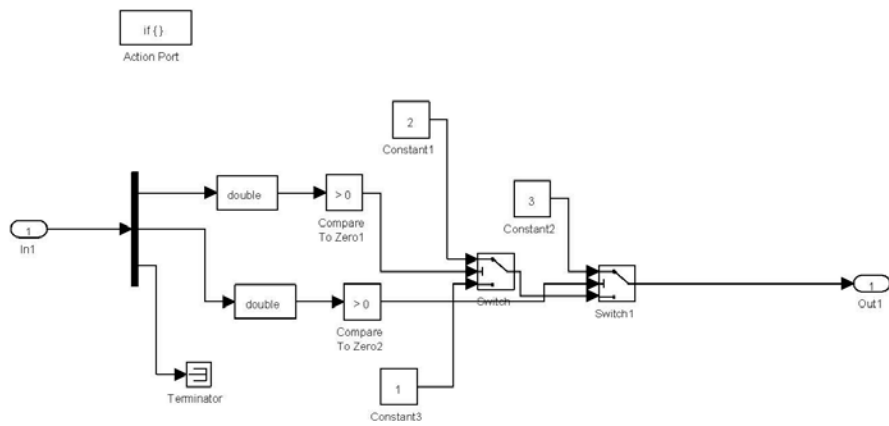 if { }
Action Port
2
Constant1
double
> 0
3
Compare
To Zero1
Constant2
1
In1
Switch
1
Switch1
Out1
double
> 0
Compare
To Zero2
1
Terminator
Constant3